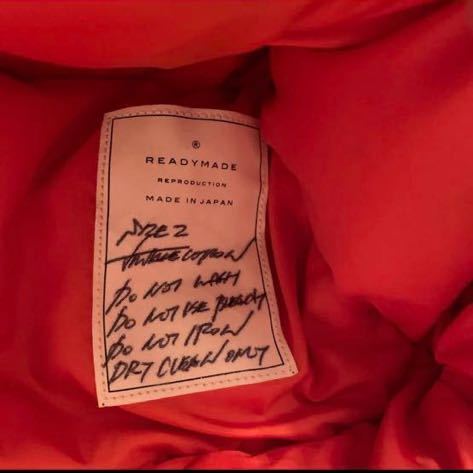 ®
READYMADE
REPRODUCTION
MADE IN JAPAN
SIZE 2
COTTON
DO NOT WASH
DO NOT USE BLEACH
DO NOT IRON
DRY CLEAN ONLY